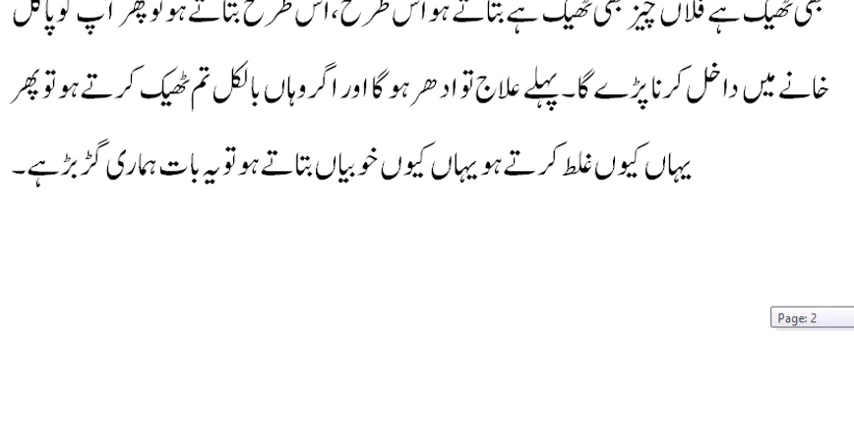 بھی ٹھیک ہے فلاں چیز بھی ٹھیک ہے بتاتے ہو اس طرح، اس طرح بتاتے ہو تو پھر آپ کو پاگل
خانے میں داخل کرنا پڑے گا۔ پہلے علاج تو ادھر ہو گا اور اگر وہاں بالکل تم ٹھیک کرتے ہو تو پھر
یہاں کیوں غلط کرتے ہو یہاں کیوں خوبیاں بتاتے ہو تو یہ بات ہماری گڑبڑ ہے۔
Page: 2